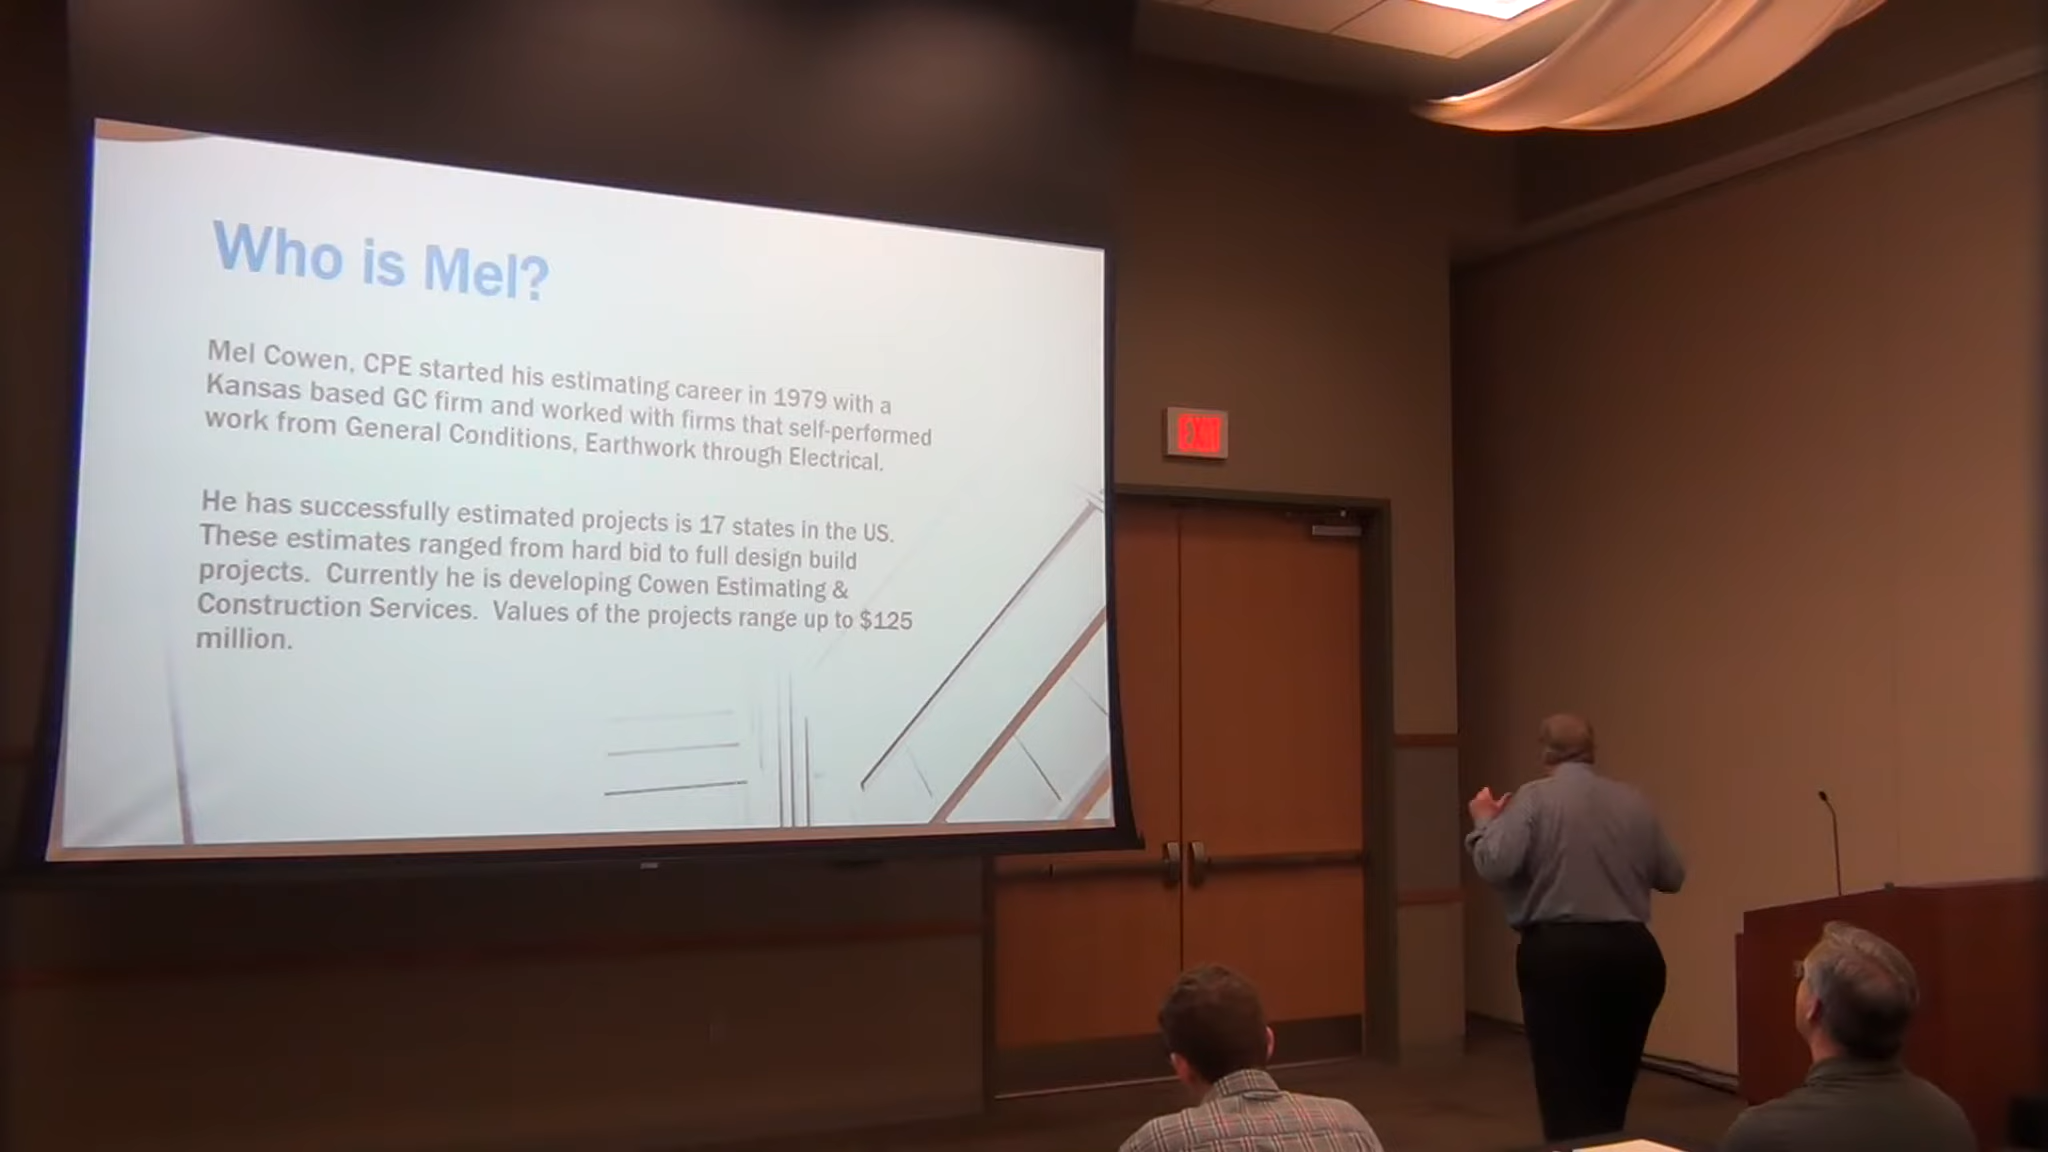 Who is Mel?
Mel Cowen, CPE started his estimating career in 1979 with a
Kansas based GC firm and worked with firms that self-performed
work from General Conditions, Earthwork through Electrical.
He has successfully estimated projects is 17 states in the US.
These estimates ranged from hard bid to full design build
projects. Currently he is developing Cowen Estimating &
Construction Services. Values of the projects range up to $125
million.
EXIT